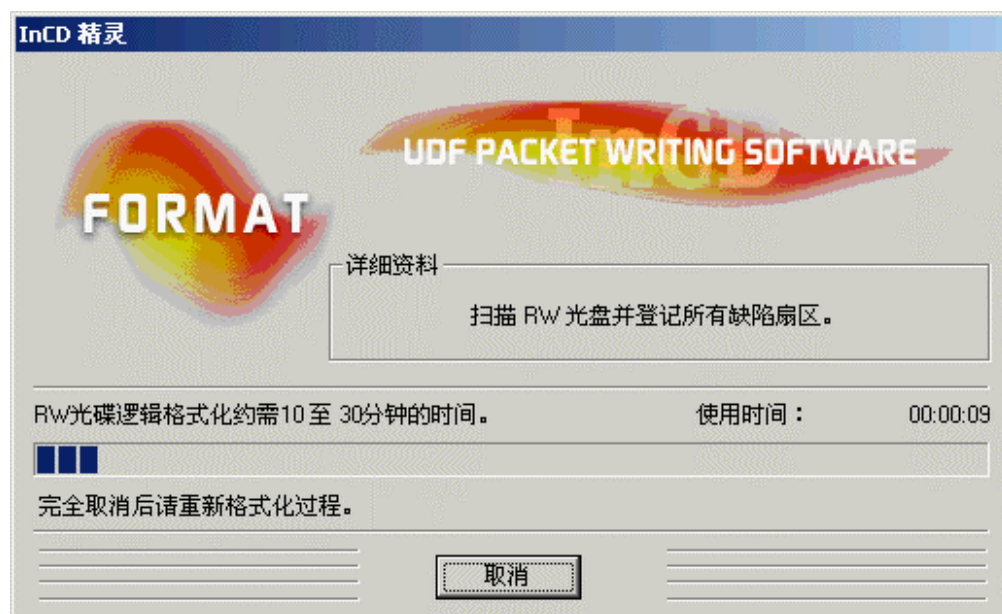 InCD 精灵
InCD
UDF PACKET WRITING SOFTWARE
FORMAT
详细资料
扫描 RW 光盘并登记所有缺陷扇区。
RW光碟逻辑格式化约需10 至 30分钟的时间。 使用时间： 00:00:09
完全取消后请重新格式化过程。
取消